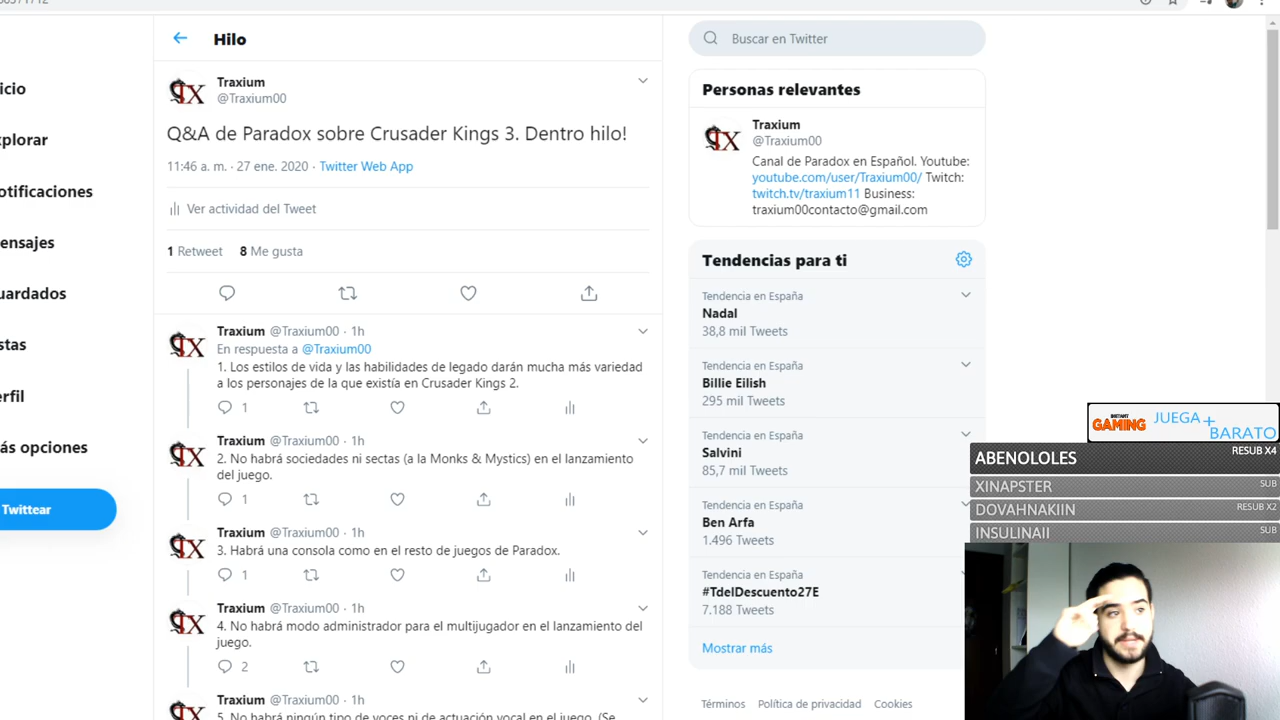 Hilo
Traxium
@Traxium00
Q&A de Paradox sobre Crusader Kings 3. Dentro hilo!
11:46 a. m. · 27 ene. 2020 · Twitter Web App
Ver actividad del Tweet
1 Retweet 8 Me gusta
Traxium @Traxium00 · 1h
En respuesta a @Traxium00
1. Los estilos de vida y las habilidades de legado darán mucha más variedad
a los personajes de la que existía en Crusader Kings 2.
1
Traxium @Traxium00 · 1h
2. No habrá sociedades ni sectas (a la Monks & Mystics) en el lanzamiento
del juego.
1
Traxium @Traxium00 · 1h
3. Habrá una consola como en el resto de juegos de Paradox.
1
Traxium @Traxium00 · 1h
4. No habrá modo administrador para el multijugador en el lanzamiento del
juego.
2
Traxium @Traxium00 · 1h
5. No habrá ningún tipo de voces ni de actuación vocal en el juego. (Se
icio
xplorar
otificaciones
ensajes
uardados
stas
erfil
ás opciones
Twittear
Buscar en Twitter
Personas relevantes
Traxium
@Traxium00
Canal de Paradox en Español. Youtube:
youtube.com/user/Traxium00/ Twitch:
twitch.tv/traxium11 Business:
traxium00contacto@gmail.com
Tendencias para ti
Tendencia en España
Nadal
38,8 mil Tweets
Tendencia en España
Billie Eilish
295 mil Tweets
Tendencia en España
Salvini
85,7 mil Tweets
Tendencia en España
Ben Arfa
1.496 Tweets
Tendencia en España
#TdelDescuento27E
7.188 Tweets
Mostrar más
Términos Política de privacidad Cookies
INSTANT
GAMING
JUEGA +
BARATO
ABENOLOLES RESUB X4
XINAPSTER SUB
DOVAHNAKIIN RESUB X2
INSULINAII SUB